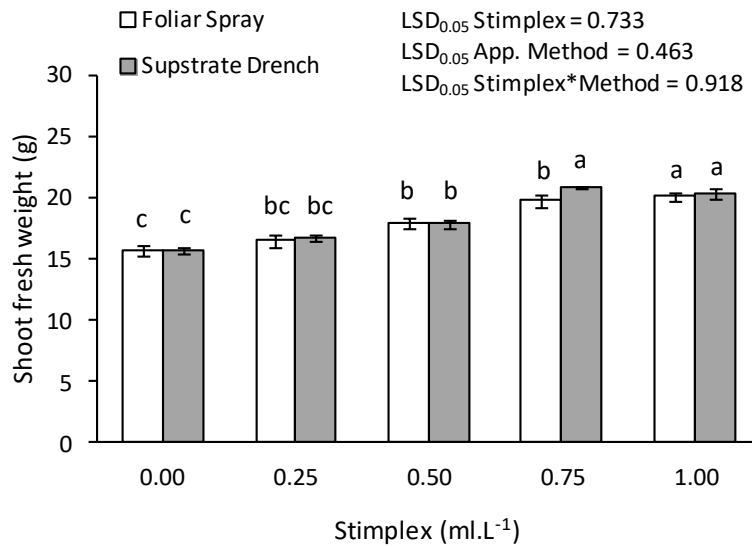 Foliar Spray
Supstrate Drench
LSD0.05 Stimplex = 0.733
LSD0.05 App. Method = 0.463
LSD0.05 Stimplex*Method = 0.918
Shoot fresh weight (g)
30
25
20
15
10
5
0
c c bc bc b b b a a a
0.00 0.25 0.50 0.75 1.00
Stimplex (ml.L-1)